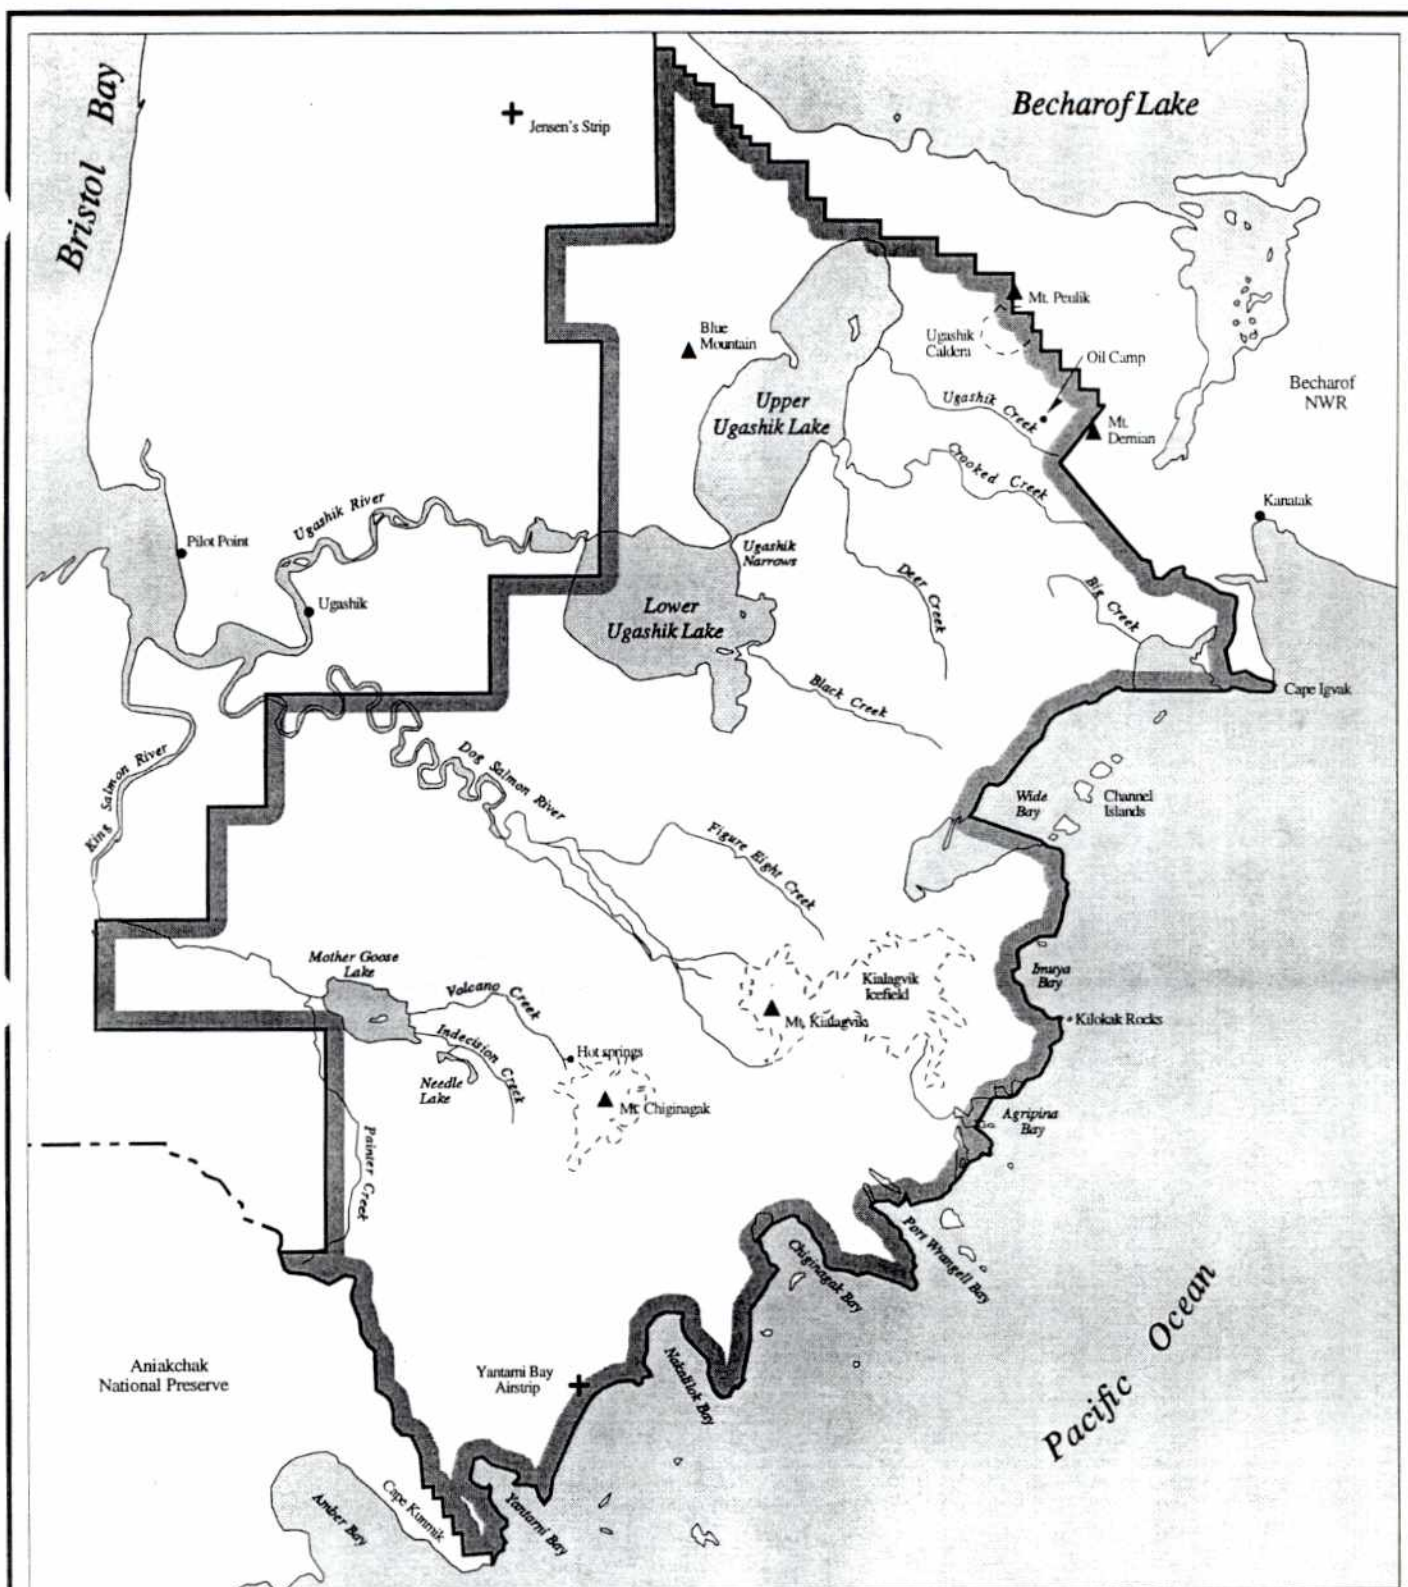 Bristol Bay
Becharof Lake
Jensen's Strip
Mt. Peulik
Blue
Mountain
Ugashik
Caldera
Oil Camp
Becharof
NWR
Upper
Ugashik Lake
Ugashik Creek
Mt.
Demian
Crooked Creek
Kanatak
Ugashik River
Pilot Point
Ugashik
Narrows
Ugashik
Lower
Ugashik Lake
Deer Creek
Big Creek
Black Creek
Cape Igvak
King Salmon River
Dog Salmon River
Wide
Bay
Channel
Islands
Figure Eight Creek
Mother Goose
Lake
Volcano Creek
Kialagvik
Icefield
Imuya
Bay
Mt. Kialagvik
Kilokak Rocks
Indecision Creek
Hot springs
Needle
Lake
Mt. Chiginagak
Agripina
Bay
Painter Creek
Port Wrangell Bay
Chiginagak Bay
Pacific Ocean
Aniakchak
National Preserve
Yantarni Bay
Airstrip
Nakalilok Bay
Cape Kunmik
Amber Bay
Yantarni Bay